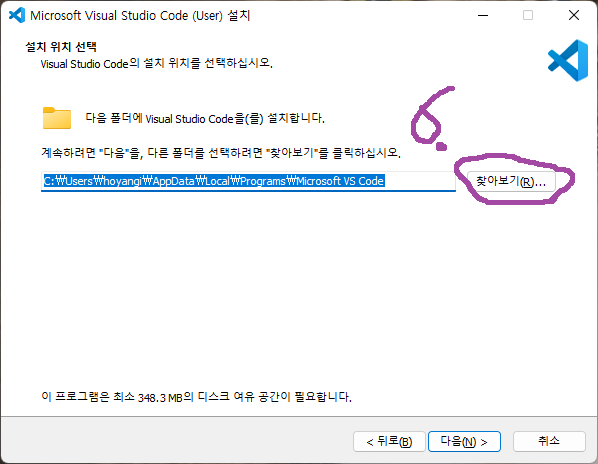 Microsoft Visual Studio Code (User) 설치
설치 위치 선택
Visual Studio Code의 설치 위치를 선택하십시오.
다음 폴더에 Visual Studio Code을(를) 설치합니다.
6.
계속하려면 "다음"을, 다른 폴더를 선택하려면 "찾아보기"를 클릭하십시오.
C:₩Users₩hoyangi₩AppData₩Local₩Programs₩Microsoft VS Code
찾아보기(R)...
이 프로그램은 최소 348.3 MB의 디스크 여유 공간이 필요합니다.
< 뒤로(B)
다음(N) >
취소